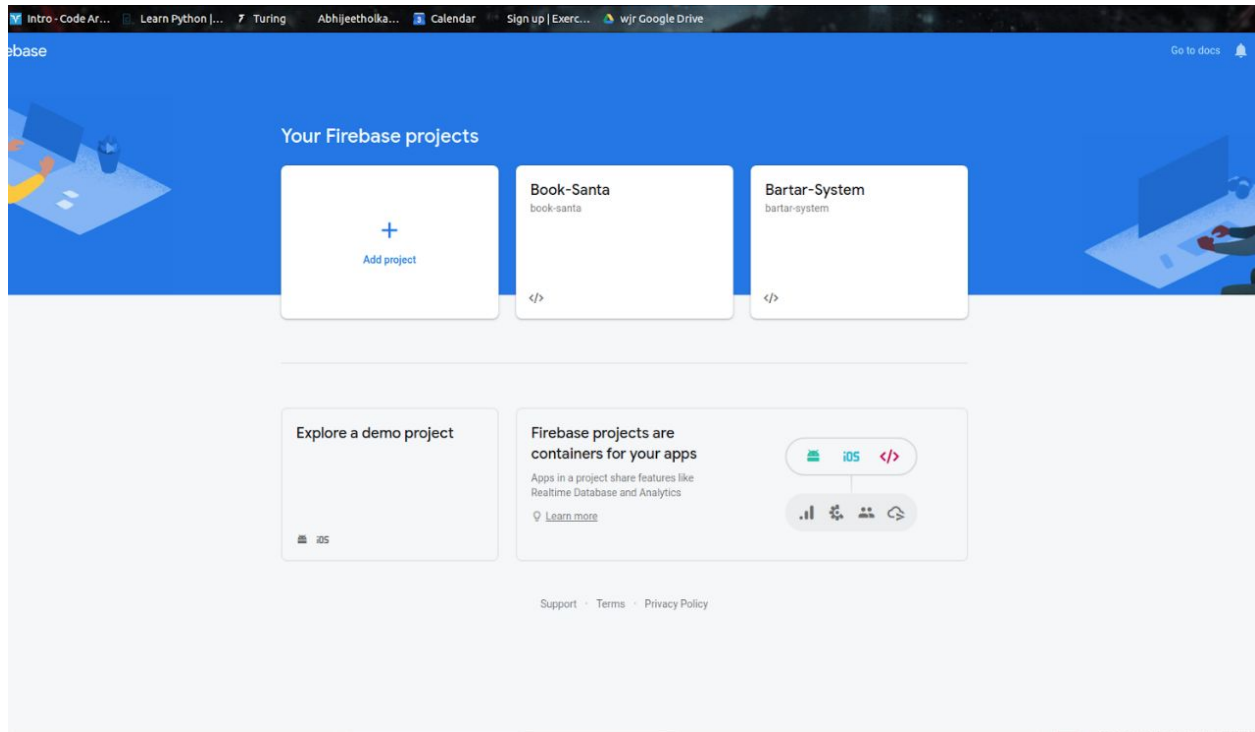 Intro - Code Ar... Learn Python |... Turing Abhijeetholka... Calendar Sign up | Exerc... wjr Google Drive
ebase Go to docs
Your Firebase projects
Add project
Book-Santa
book-santa
</>
Bartar-System
bartar-system
</>
Explore a demo project
iOS
Firebase projects are
containers for your apps
Apps in a project share features like
Realtime Database and Analytics
Learn more
iOS </>
Support · Terms · Privacy Policy